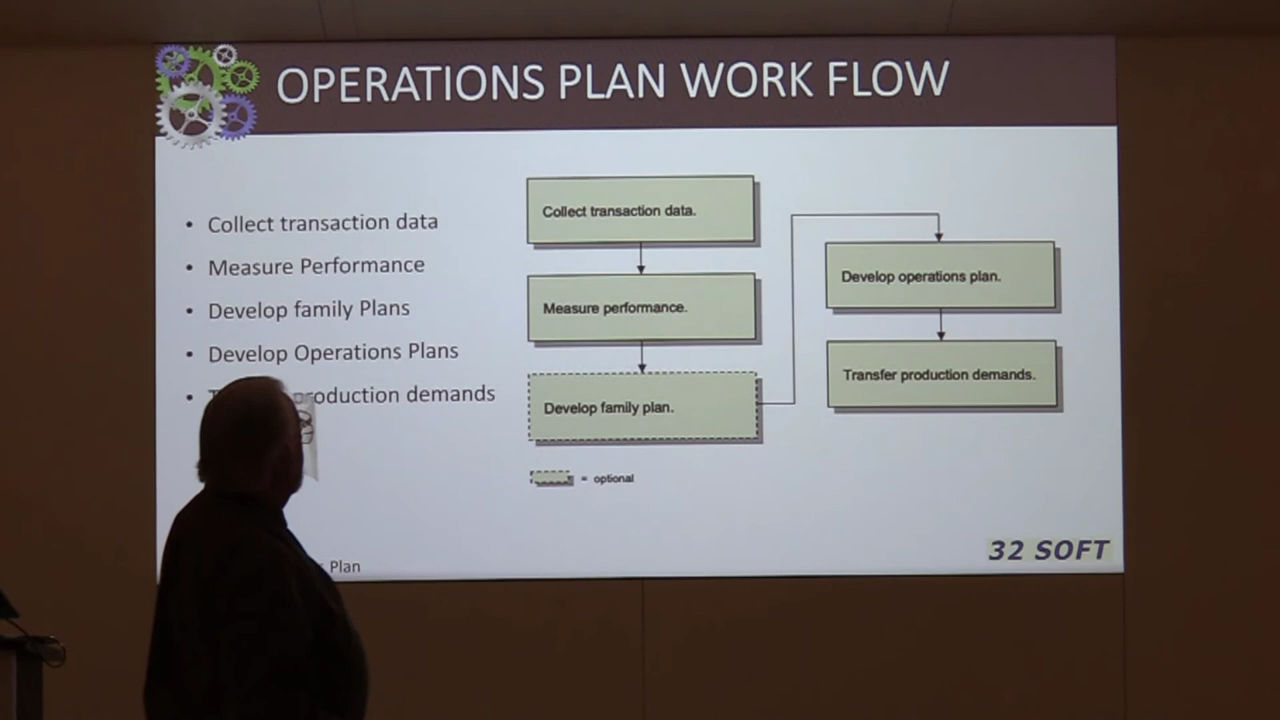 OPERATIONS PLAN WORK FLOW
• Collect transaction data
• Measure Performance
• Develop family Plans
• Develop Operations Plans
• production demands
Collect transaction data.
Measure performance.
Develop family plan.
= optional
Develop operations plan.
Transfer production demands.
Plan
32 SOFT